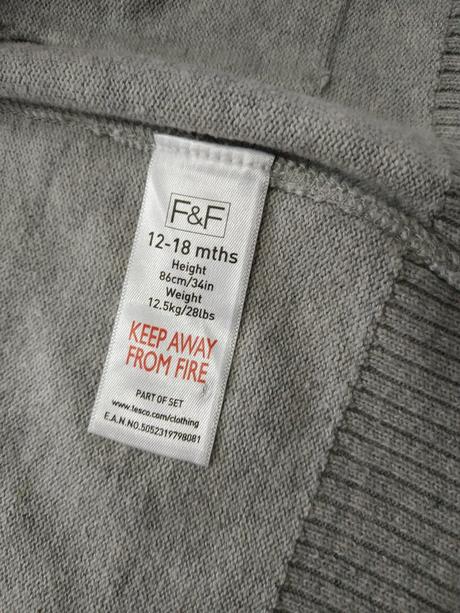 F&F
12-18 mths
Height
86cm/34in
Weight
12.5kg/28lbs
KEEP AWAY
FROM FIRE
PART OF SET
www.tesco.com/clothing
E.A.N.NO.5052319798081